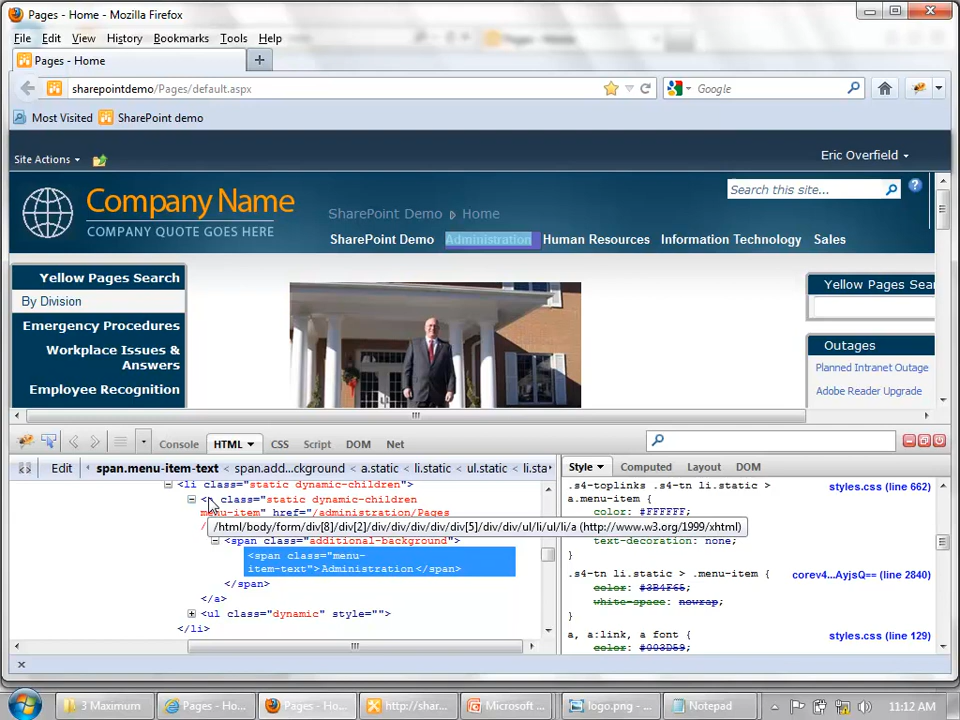 Pages - Home - Mozilla Firefox
File Edit View History Bookmarks Tools Help
Pages - Home
sharepointdemo/Pages/default.aspx
Google
Most Visited SharePoint demo
Site Actions
Eric Overfield
Company Name
COMPANY QUOTE GOES HERE
SharePoint Demo Home
Search this site...
SharePoint Demo Administration Human Resources Information Technology Sales
Yellow Pages Search
By Division
Emergency Procedures
Workplace Issues &
Answers
Employee Recognition
Yellow Pages Sear
Outages
Planned Intranet Outage
Adobe Reader Upgrade
Console HTML CSS Script DOM Net
Edit span.menu-item-text < span.add...ckground < a.static < li.static < ul.static < li.sta
Style Computed Layout DOM
<li class="static dynamic-children">
class="static dynamic-children
menu-item" href="/administration/Pages
/html/body/form/div[8]/div[2]/div/div/div/div/div[5]/div/div/ul/li/ul/li/a (http://www.w3.org/1999/xhtml)
<span class="additional-background">
<span class="menu-
item-text">Administration</span>
</span>
</a>
<ul class="dynamic" style="">
</li>
.s4-toplinks .s4-tn li.static > styles.css (line 662)
a.menu-item {
color: #FFFFFF;
text-decoration: none;
}
.s4-tn li.static > .menu-item { corev4...AyjsQ== (line 2840)
color: #3B4F65;
white-space: nowrap;
}
a, a:link, a font { styles.css (line 129)
color: #003D59;
3 Maximum Pages - Ho... Pages - Ho... http://shar... Microsoft ... logo.png - ... Notepad 11:12 AM